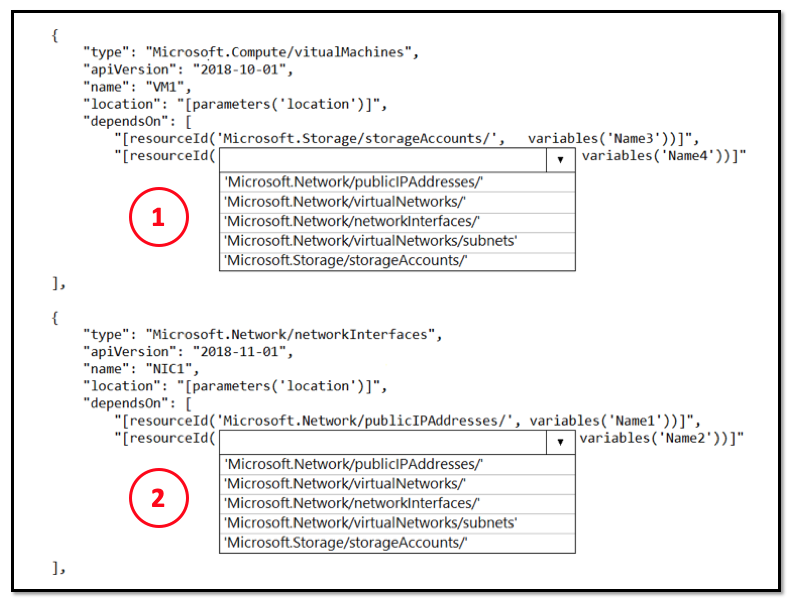 {
"type": "Microsoft.Compute/vitualMachines",
"apiVersion": "2018-10-01",
"name": "VM1",
"location": "[parameters('location')]",
"dependsOn": [
"[resourceId('Microsoft.Storage/storageAccounts/', variables('Name3'))]",
"[resourceId( ▼ variables('Name4'))]"
'Microsoft.Network/publicIPAddresses/'
'Microsoft.Network/virtualNetworks/'
1 'Microsoft.Network/networkInterfaces/'
'Microsoft.Network/virtualNetworks/subnets'
'Microsoft.Storage/storageAccounts/'
],
{
"type": "Microsoft.Network/networkInterfaces",
"apiVersion": "2018-11-01",
"name": "NIC1",
"location": "[parameters('location')]",
"dependsOn": [
"[resourceId('Microsoft.Network/publicIPAddresses/', variables('Name1'))]",
"[resourceId( ▼ variables('Name2'))]"
'Microsoft.Network/publicIPAddresses/'
'Microsoft.Network/virtualNetworks/'
2 'Microsoft.Network/networkInterfaces/'
'Microsoft.Network/virtualNetworks/subnets'
'Microsoft.Storage/storageAccounts/'
],